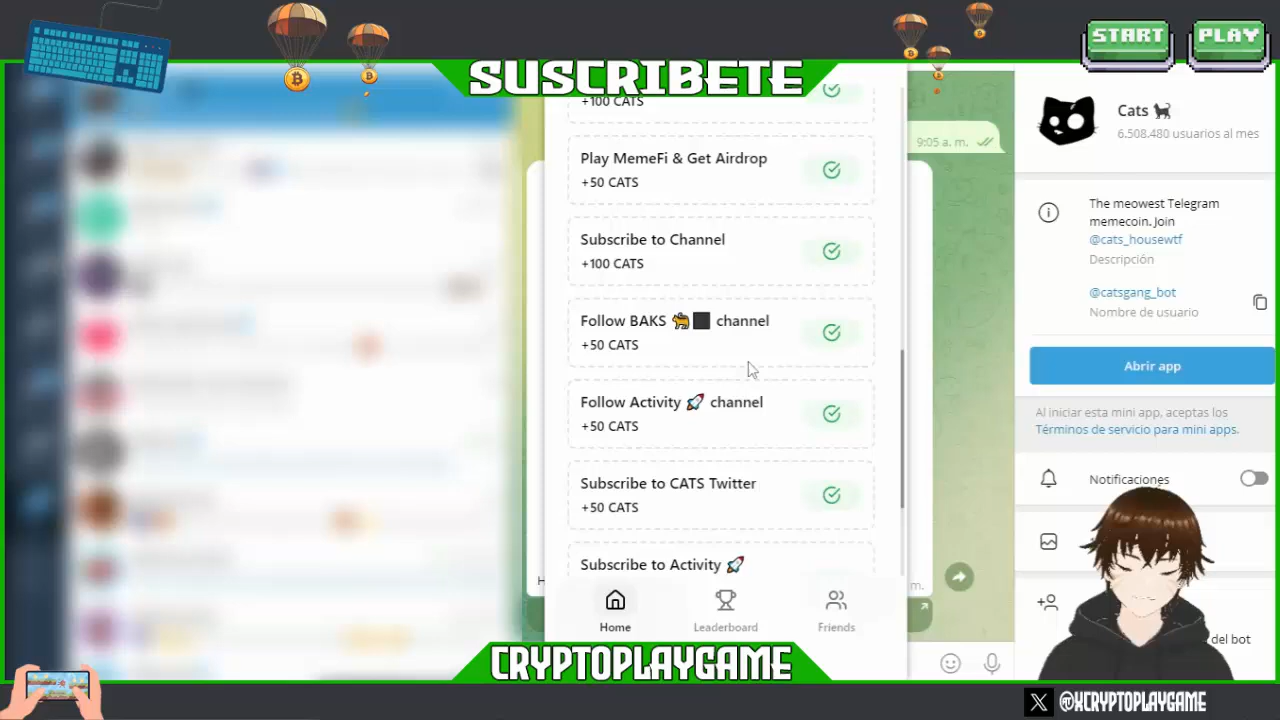 START
PLAY
SUSCRIBETE
+100 CATS
Play MemeFi & Get Airdrop
+50 CATS
Subscribe to Channel
+100 CATS
Follow BAKS 🐕⬛ channel
+50 CATS
Follow Activity 🚀 channel
+50 CATS
Subscribe to CATS Twitter
+50 CATS
Subscribe to Activity 🚀
Home
Leaderboard
Friends
9:05 a. m.
H
m.
Cats 🐈‍⬛
6.508.480 usuarios al mes
The meowest Telegram
memecoin. Join
@cats_housewtf
Descripción
@catsgang_bot
Nombre de usuario
Abrir app
Al iniciar esta mini app, aceptas los
Términos de servicio para mini apps.
Notificaciones
del bot
CRYPTOPLAYGAME
X @XCRYPTOPLAYGAME